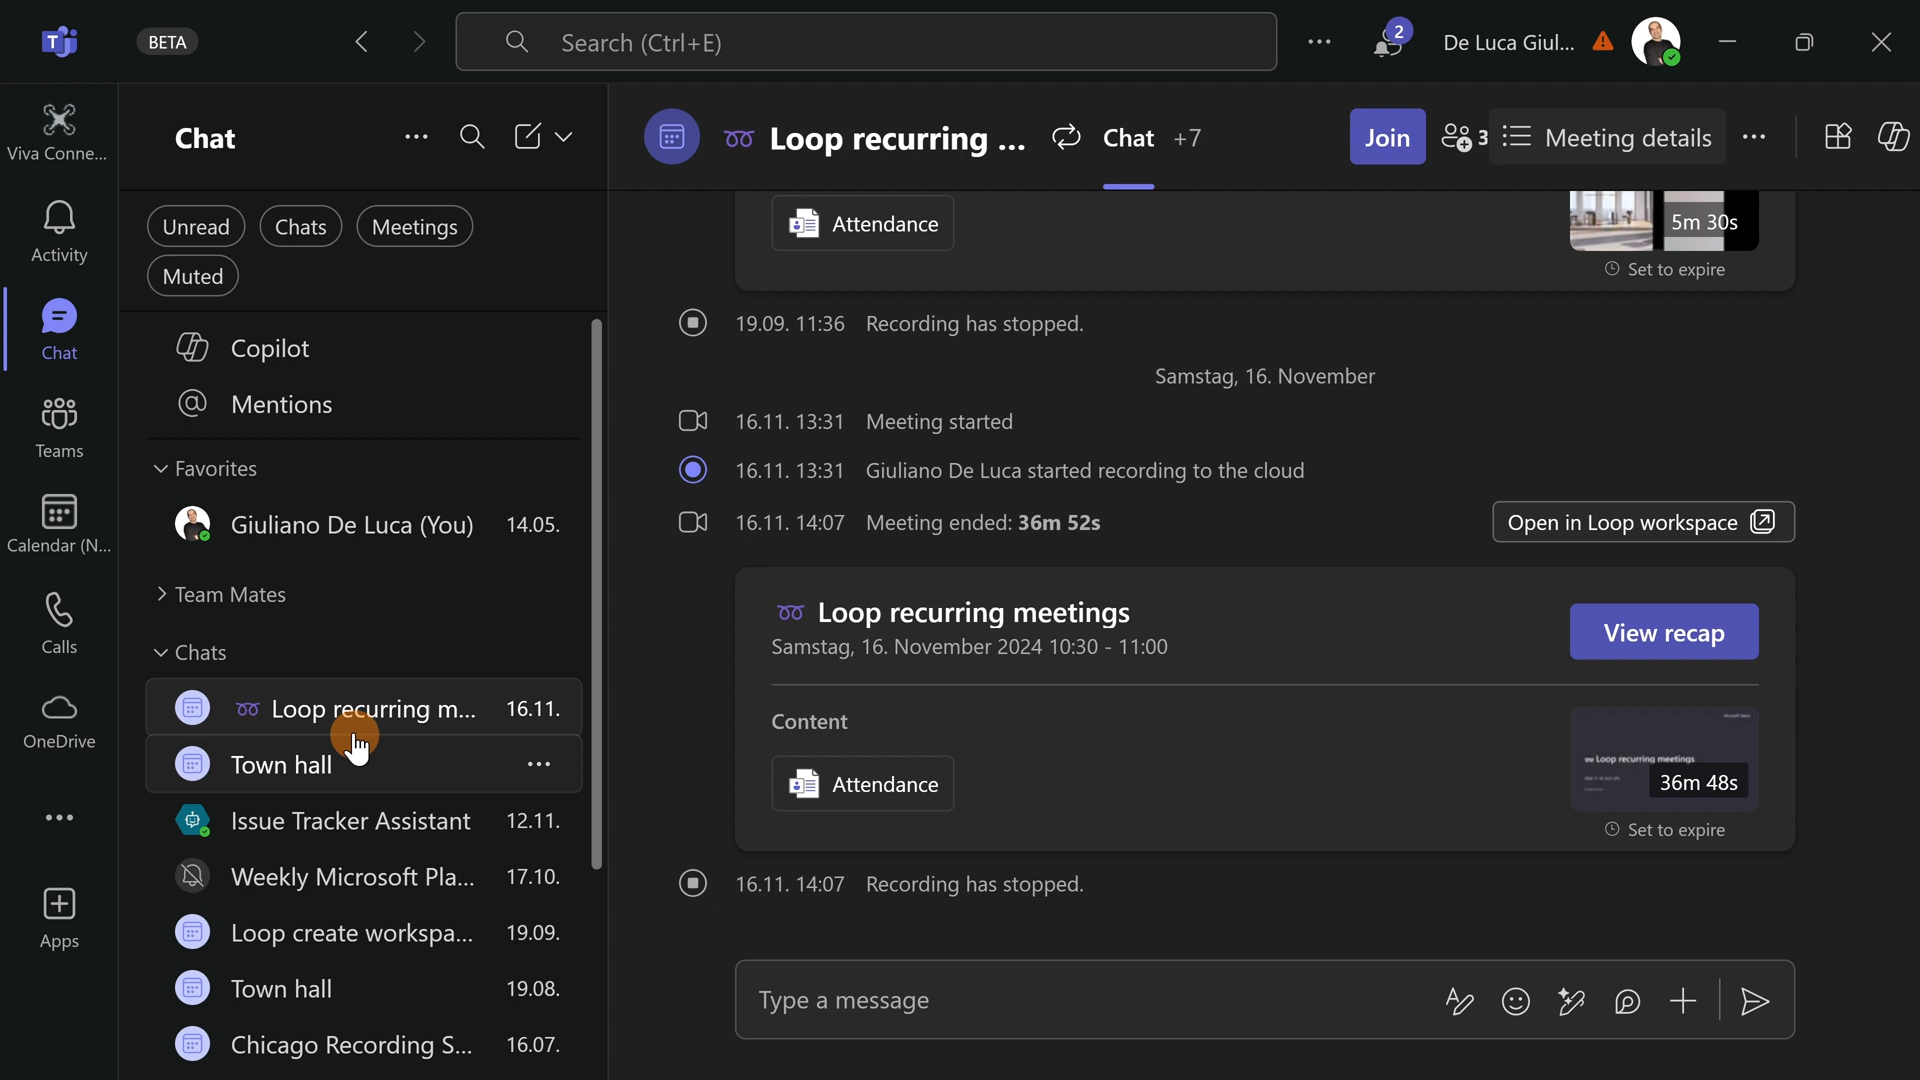 T
BETA
Search (Ctrl+E)
2
De Luca Giul...
Viva Conne...
Activity
Chat
Teams
Calendar (N...
Calls
OneDrive
Apps
Chat
Unread
Chats
Meetings
Muted
Copilot
Mentions
Favorites
Giuliano De Luca (You) 14.05.
Team Mates
Chats
Loop recurring m... 16.11.
Town hall
Issue Tracker Assistant 12.11.
Weekly Microsoft Pla... 17.10.
Loop create workspa... 19.09.
Town hall 19.08.
Chicago Recording S... 16.07.
Loop recurring ...
Chat +7
Join
3
Meeting details
Attendance
5m 30s
Set to expire
19.09. 11:36 Recording has stopped.
Samstag, 16. November
16.11. 13:31 Meeting started
16.11. 13:31 Giuliano De Luca started recording to the cloud
16.11. 14:07 Meeting ended: 36m 52s
Open in Loop workspace
Loop recurring meetings
Samstag, 16. November 2024 10:30 - 11:00
View recap
Content
Attendance
Loop recurring meetings
36m 48s
Set to expire
16.11. 14:07 Recording has stopped.
Type a message